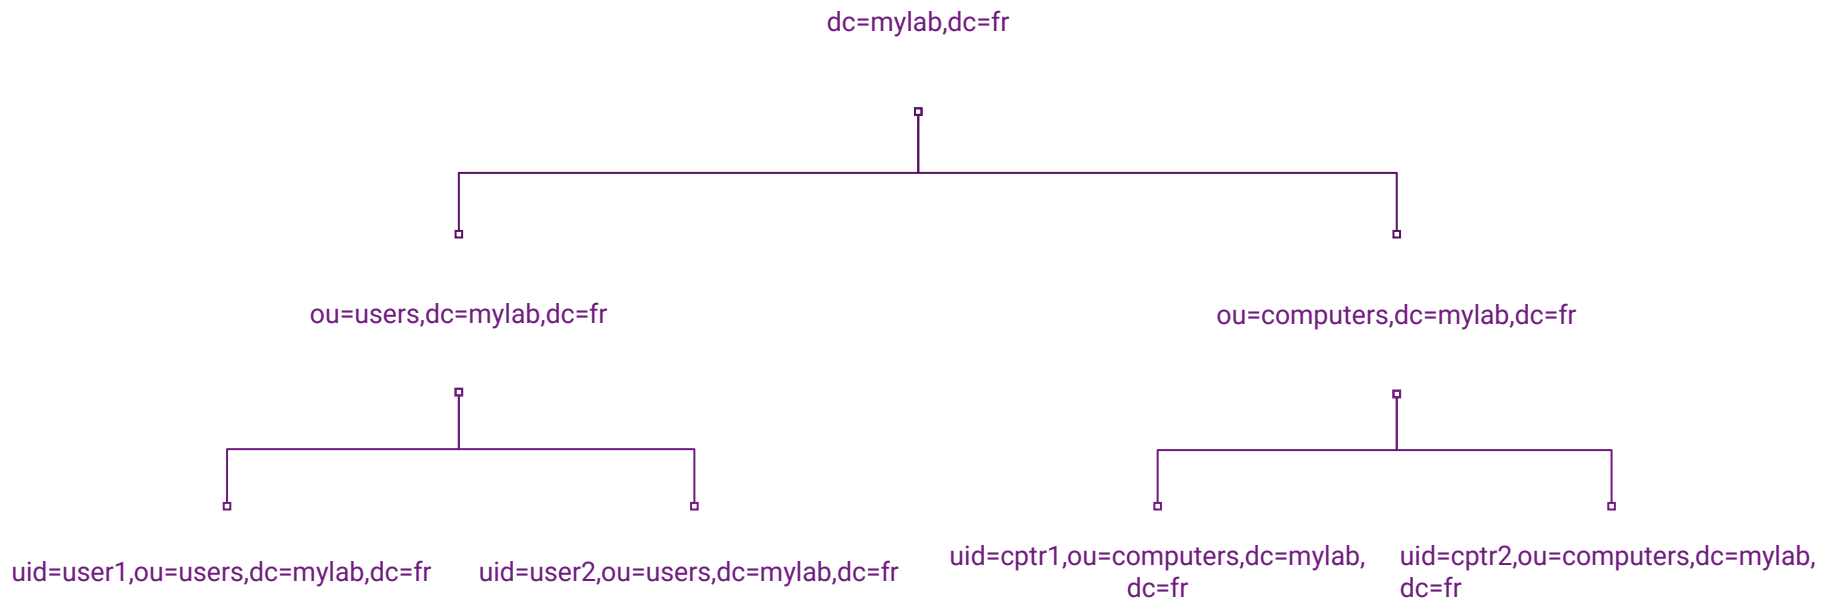 dc=mylab,dc=fr
ou=users,dc=mylab,dc=fr
ou=computers,dc=mylab,dc=fr
uid=user1,ou=users,dc=mylab,dc=fr
uid=user2,ou=users,dc=mylab,dc=fr
uid=cptr1,ou=computers,dc=mylab,
dc=fr
uid=cptr2,ou=computers,dc=mylab,
dc=fr